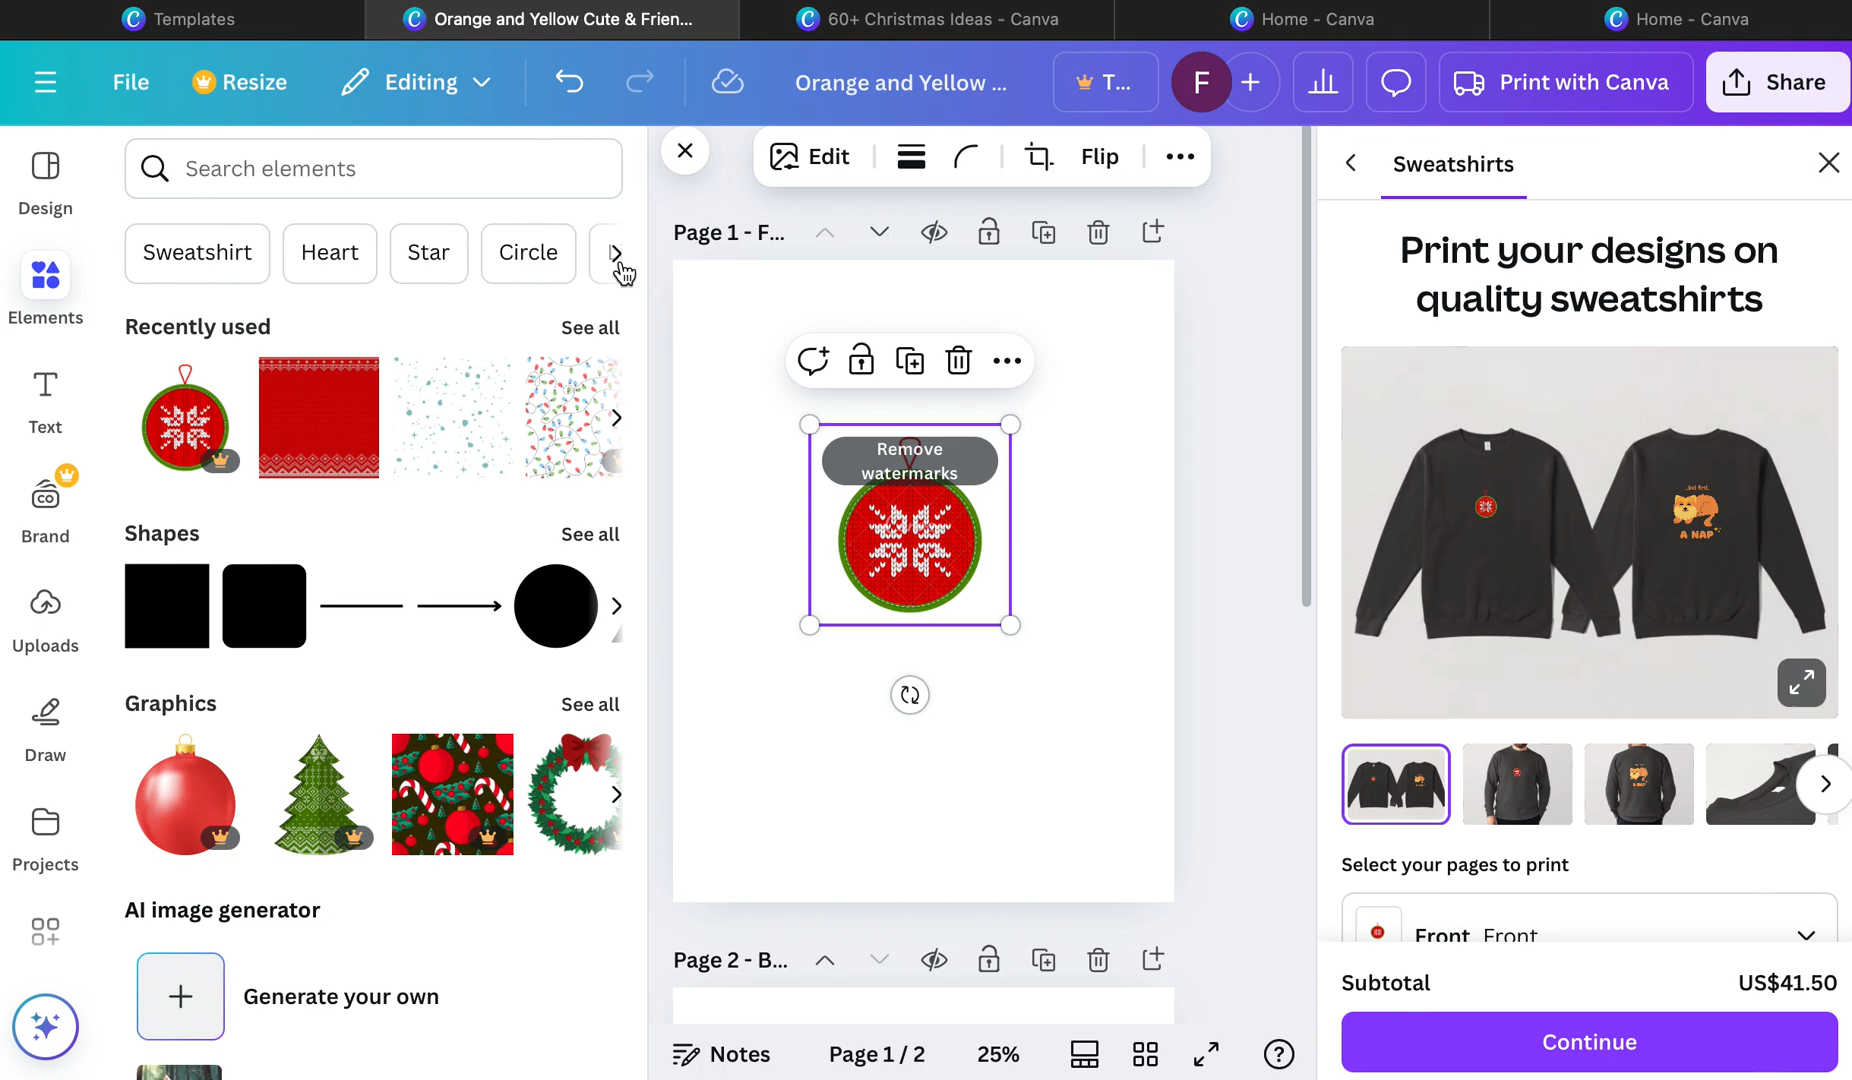 Templates
Orange and Yellow Cute & Frien...
60+ Christmas Ideas - Canva
Home - Canva
Home - Canva
File
Resize
Editing
Orange and Yellow ...
T...
F
Print with Canva
Share
Design
Elements
Text
Brand
Uploads
Draw
Projects
Search elements
Sweatshirt
Heart
Star
Circle
Recently used
See all
Shapes
See all
Graphics
See all
AI image generator
Generate your own
Edit
Flip
Page 1 - F...
Remove
watermarks
Page 2 - B...
Notes
Page 1 / 2
25%
Sweatshirts
Print your designs on
quality sweatshirts
...but first,
A NAP
Select your pages to print
Front Front
Subtotal
US$41.50
Continue